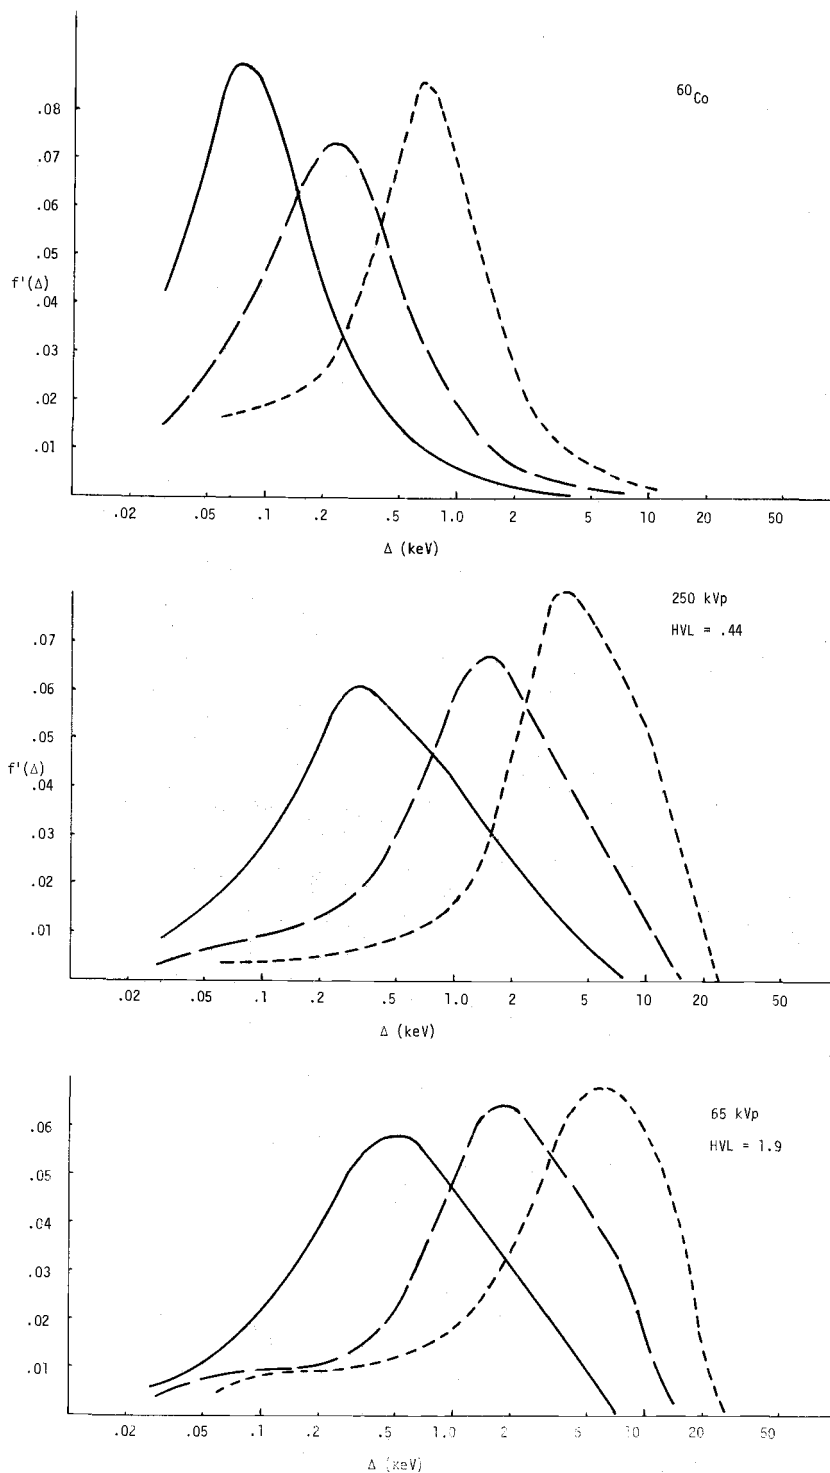 60Co
.08
.07
.06
.05
f'(Δ)
.04
.03
.02
.01
.02 .05 .1 .2 .5 1.0 2 5 10 20 50
Δ (keV)
250 kVp
HVL = .44
.07
.06
.05
f'(Δ)
.04
.03
.02
.01
.02 .05 .1 .2 .5 1.0 2 5 10 20 50
Δ (keV)
65 kVp
HVL = 1.9
.06
.05
.04
.03
.02
.01
.02 .05 .1 .2 .5 1.0 2 5 10 20 50
Δ (keV)